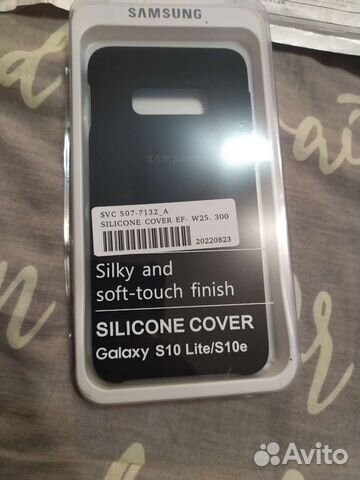 SAMSUNG
SAMSUNG
SVC 507-7132_A
SILICONE COVER EF- W25. 300
20220823
Silky and
soft-touch finish
SILICONE COVER
Galaxy S10 Lite/S10e
Avito